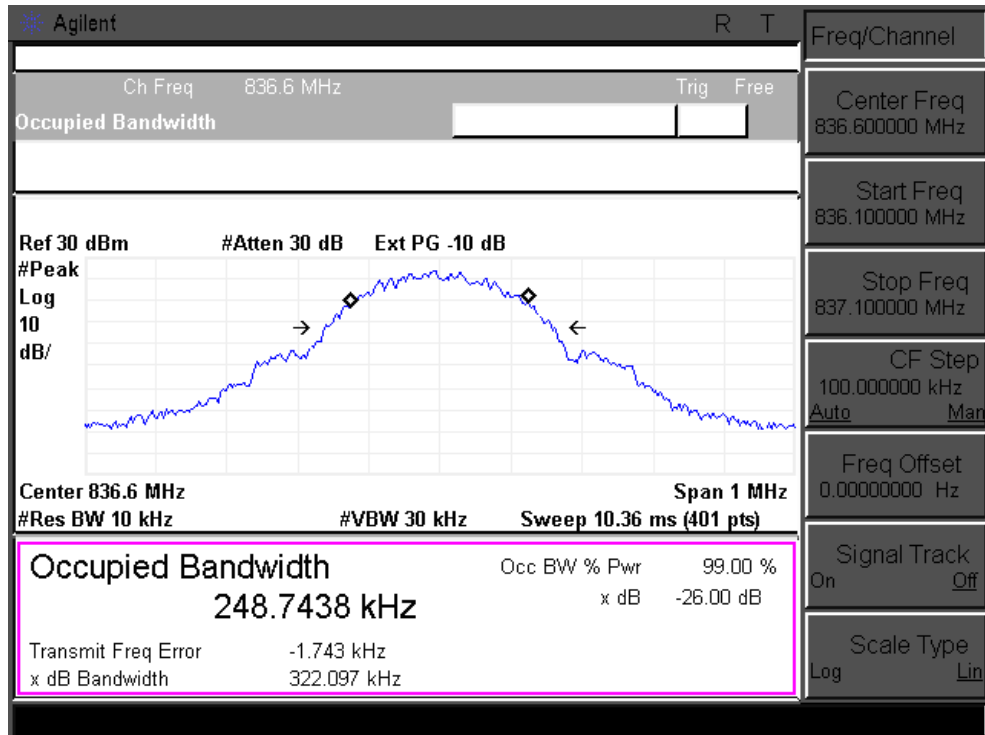 Agilent R T
Freq/Channel
Ch Freq 836.6 MHz Trig Free
Occupied Bandwidth
Center Freq
836.600000 MHz
Start Freq
836.100000 MHz
Stop Freq
837.100000 MHz
CF Step
100.000000 kHz
Auto Man
Freq Offset
0.00000000 Hz
Signal Track
On Off
Scale Type
Log Lin
Ref 30 dBm #Atten 30 dB Ext PG -10 dB
#Peak
Log
10
dB/
Center 836.6 MHz Span 1 MHz
#Res BW 10 kHz #VBW 30 kHz Sweep 10.36 ms (401 pts)
Occupied Bandwidth Occ BW % Pwr 99.00 %
248.7438 kHz x dB -26.00 dB
Transmit Freq Error -1.743 kHz
x dB Bandwidth 322.097 kHz